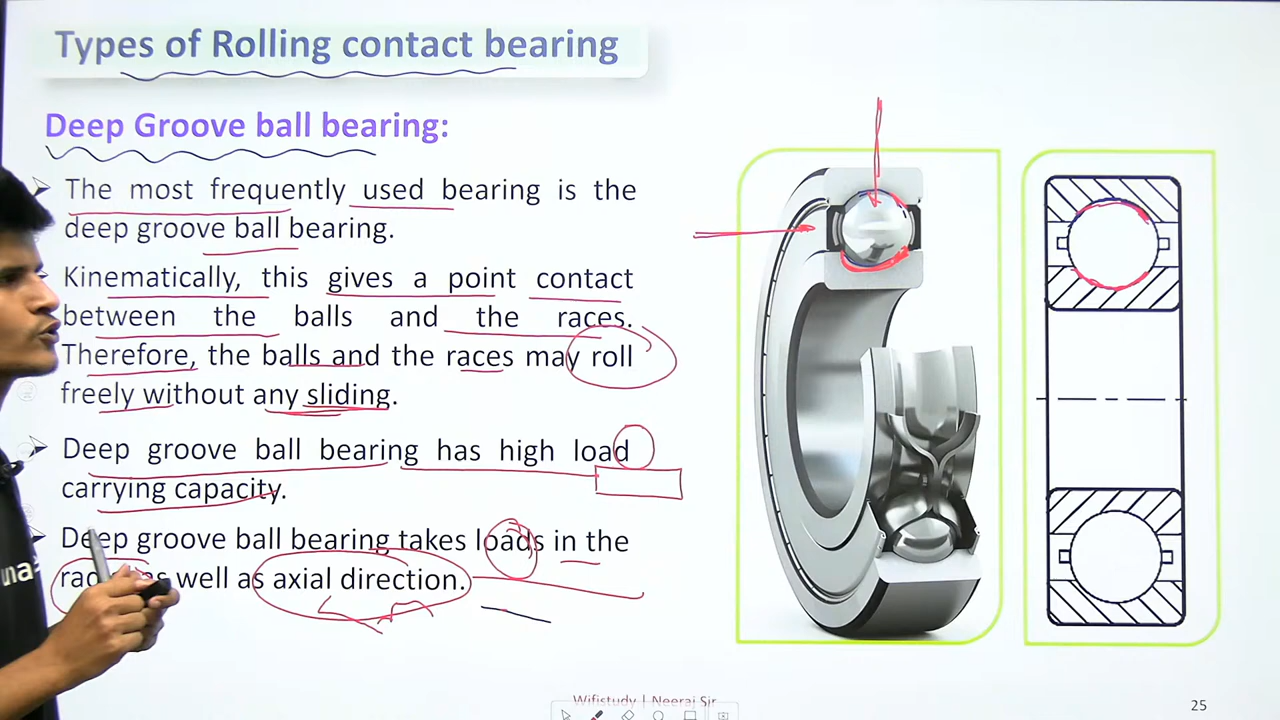 Types of Rolling contact bearing
Deep Groove ball bearing:
The most frequently used bearing is the
deep groove ball bearing.
Kinematically, this gives a point contact
between the balls and the races.
Therefore, the balls and the races may roll
freely without any sliding.
Deep groove ball bearing has high load
carrying capacity.
Deep groove ball bearing takes loads in the
well as axial direction.
Wifistudy | Neeraj Sir
25